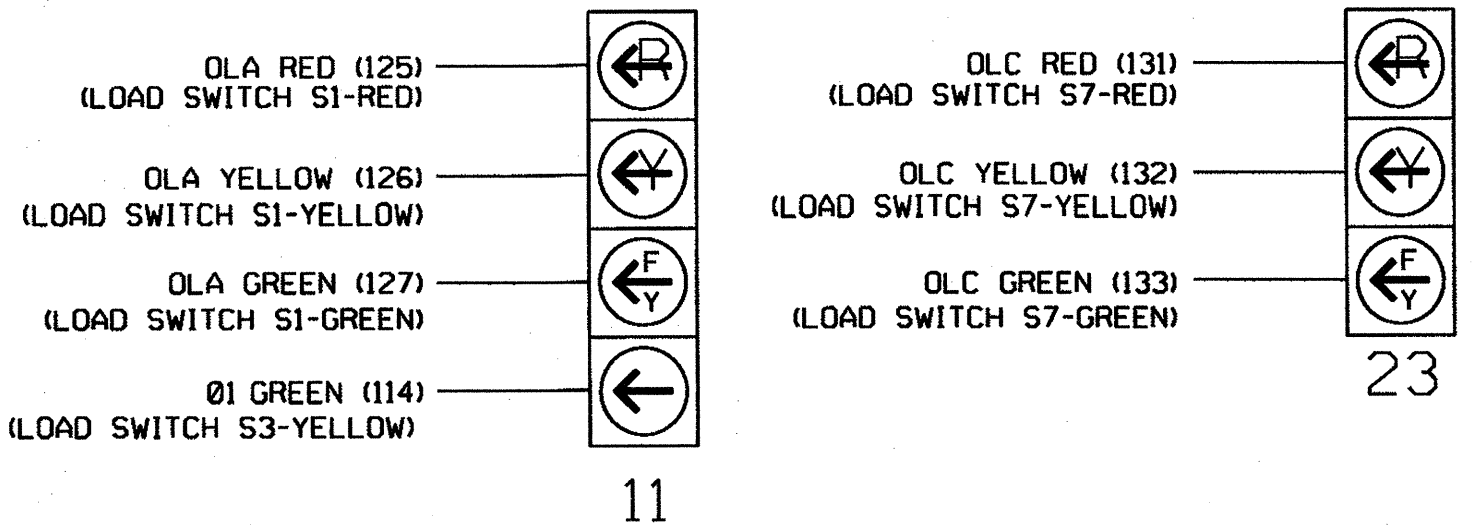 OLA RED (125)
(LOAD SWITCH S1-RED)
R
OLA YELLOW (126)
(LOAD SWITCH S1-YELLOW)
Y
OLA GREEN (127)
(LOAD SWITCH S1-GREEN)
F
Y
Ø1 GREEN (114)
(LOAD SWITCH S3-YELLOW)
11
OLC RED (131)
(LOAD SWITCH S7-RED)
R
OLC YELLOW (132)
(LOAD SWITCH S7-YELLOW)
Y
OLC GREEN (133)
(LOAD SWITCH S7-GREEN)
F
Y
23